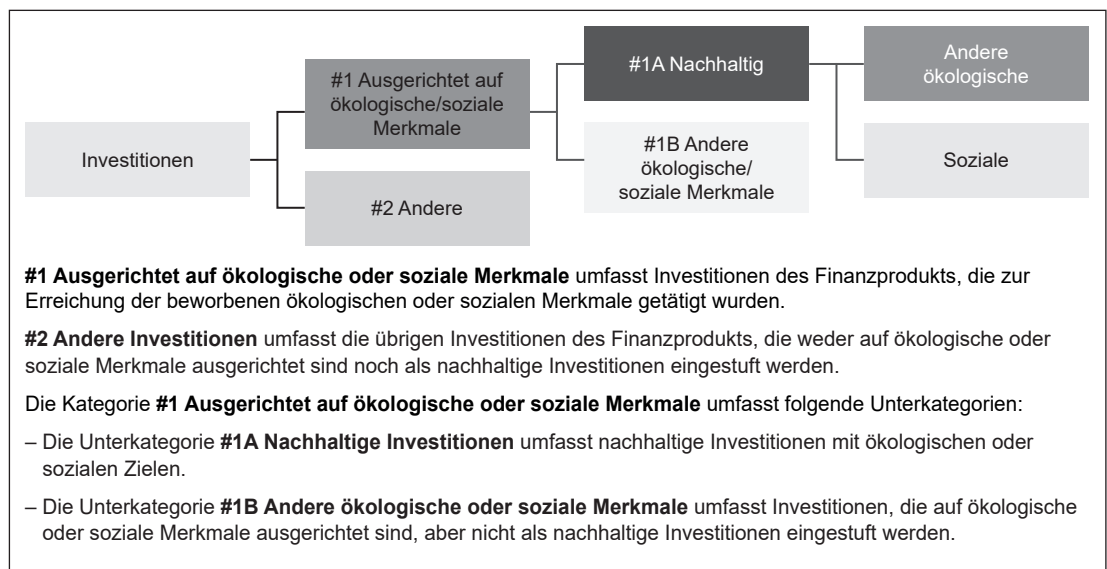 Investitionen
#1 Ausgerichtet auf
ökologische/soziale
Merkmale
#2 Andere
#1A Nachhaltig
#1B Andere
ökologische/
soziale Merkmale
Andere
ökologische
Soziale
#1 Ausgerichtet auf ökologische oder soziale Merkmale umfasst Investitionen des Finanzprodukts, die zur
Erreichung der beworbenen ökologischen oder sozialen Merkmale getätigt wurden.
#2 Andere Investitionen umfasst die übrigen Investitionen des Finanzprodukts, die weder auf ökologische oder
soziale Merkmale ausgerichtet sind noch als nachhaltige Investitionen eingestuft werden.
Die Kategorie #1 Ausgerichtet auf ökologische oder soziale Merkmale umfasst folgende Unterkategorien:
– Die Unterkategorie #1A Nachhaltige Investitionen umfasst nachhaltige Investitionen mit ökologischen oder
sozialen Zielen.
– Die Unterkategorie #1B Andere ökologische oder soziale Merkmale umfasst Investitionen, die auf ökologische
oder soziale Merkmale ausgerichtet sind, aber nicht als nachhaltige Investitionen eingestuft werden.